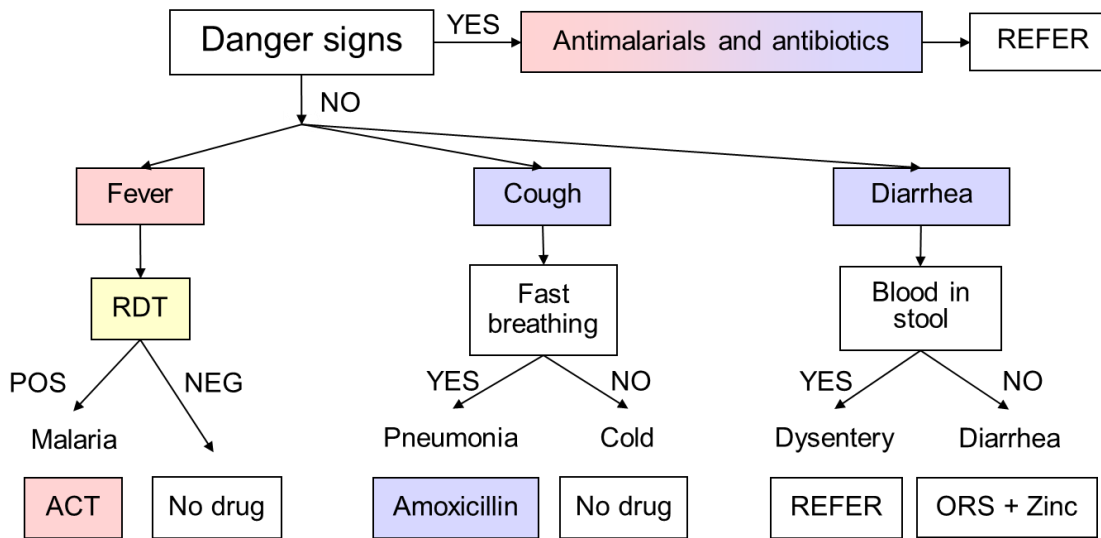 Danger signs
YES
Antimalarials and antibiotics
REFER
NO
Fever
Cough
Diarrhea
RDT
Fast
breathing
Blood in
stool
POS
NEG
YES
NO
YES
NO
Malaria
Pneumonia
Cold
Dysentery
Diarrhea
ACT
No drug
Amoxicillin
No drug
REFER
ORS + Zinc